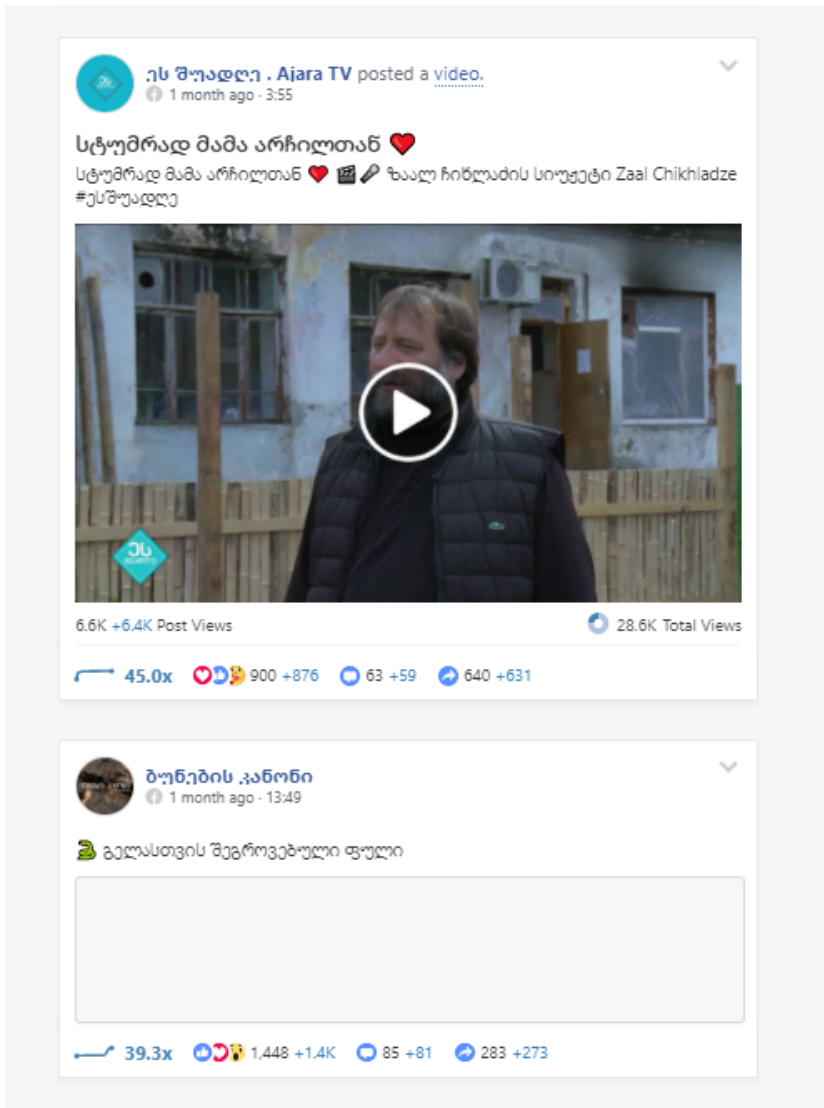 ეს შუადღე . Ajara TV posted a video.
1 month ago · 3:55
სტუმრად მამა არჩილთან ❤️
სტუმრად მამა არჩილთან ❤️ 🎬🎤 ზაალ ჩიხლაძის სიუჟეტი Zaal Chikhladze
#ესშუადღე
ეს
შუადღე
6.6K +6.4K Post Views 28.6K Total Views
45.0x 900 +876 63 +59 640 +631
ბუნების კანონი
1 month ago · 13:49
🐍 გელასთვის შეგროვებული ფული
39.3x 1,448 +1.4K 85 +81 283 +273